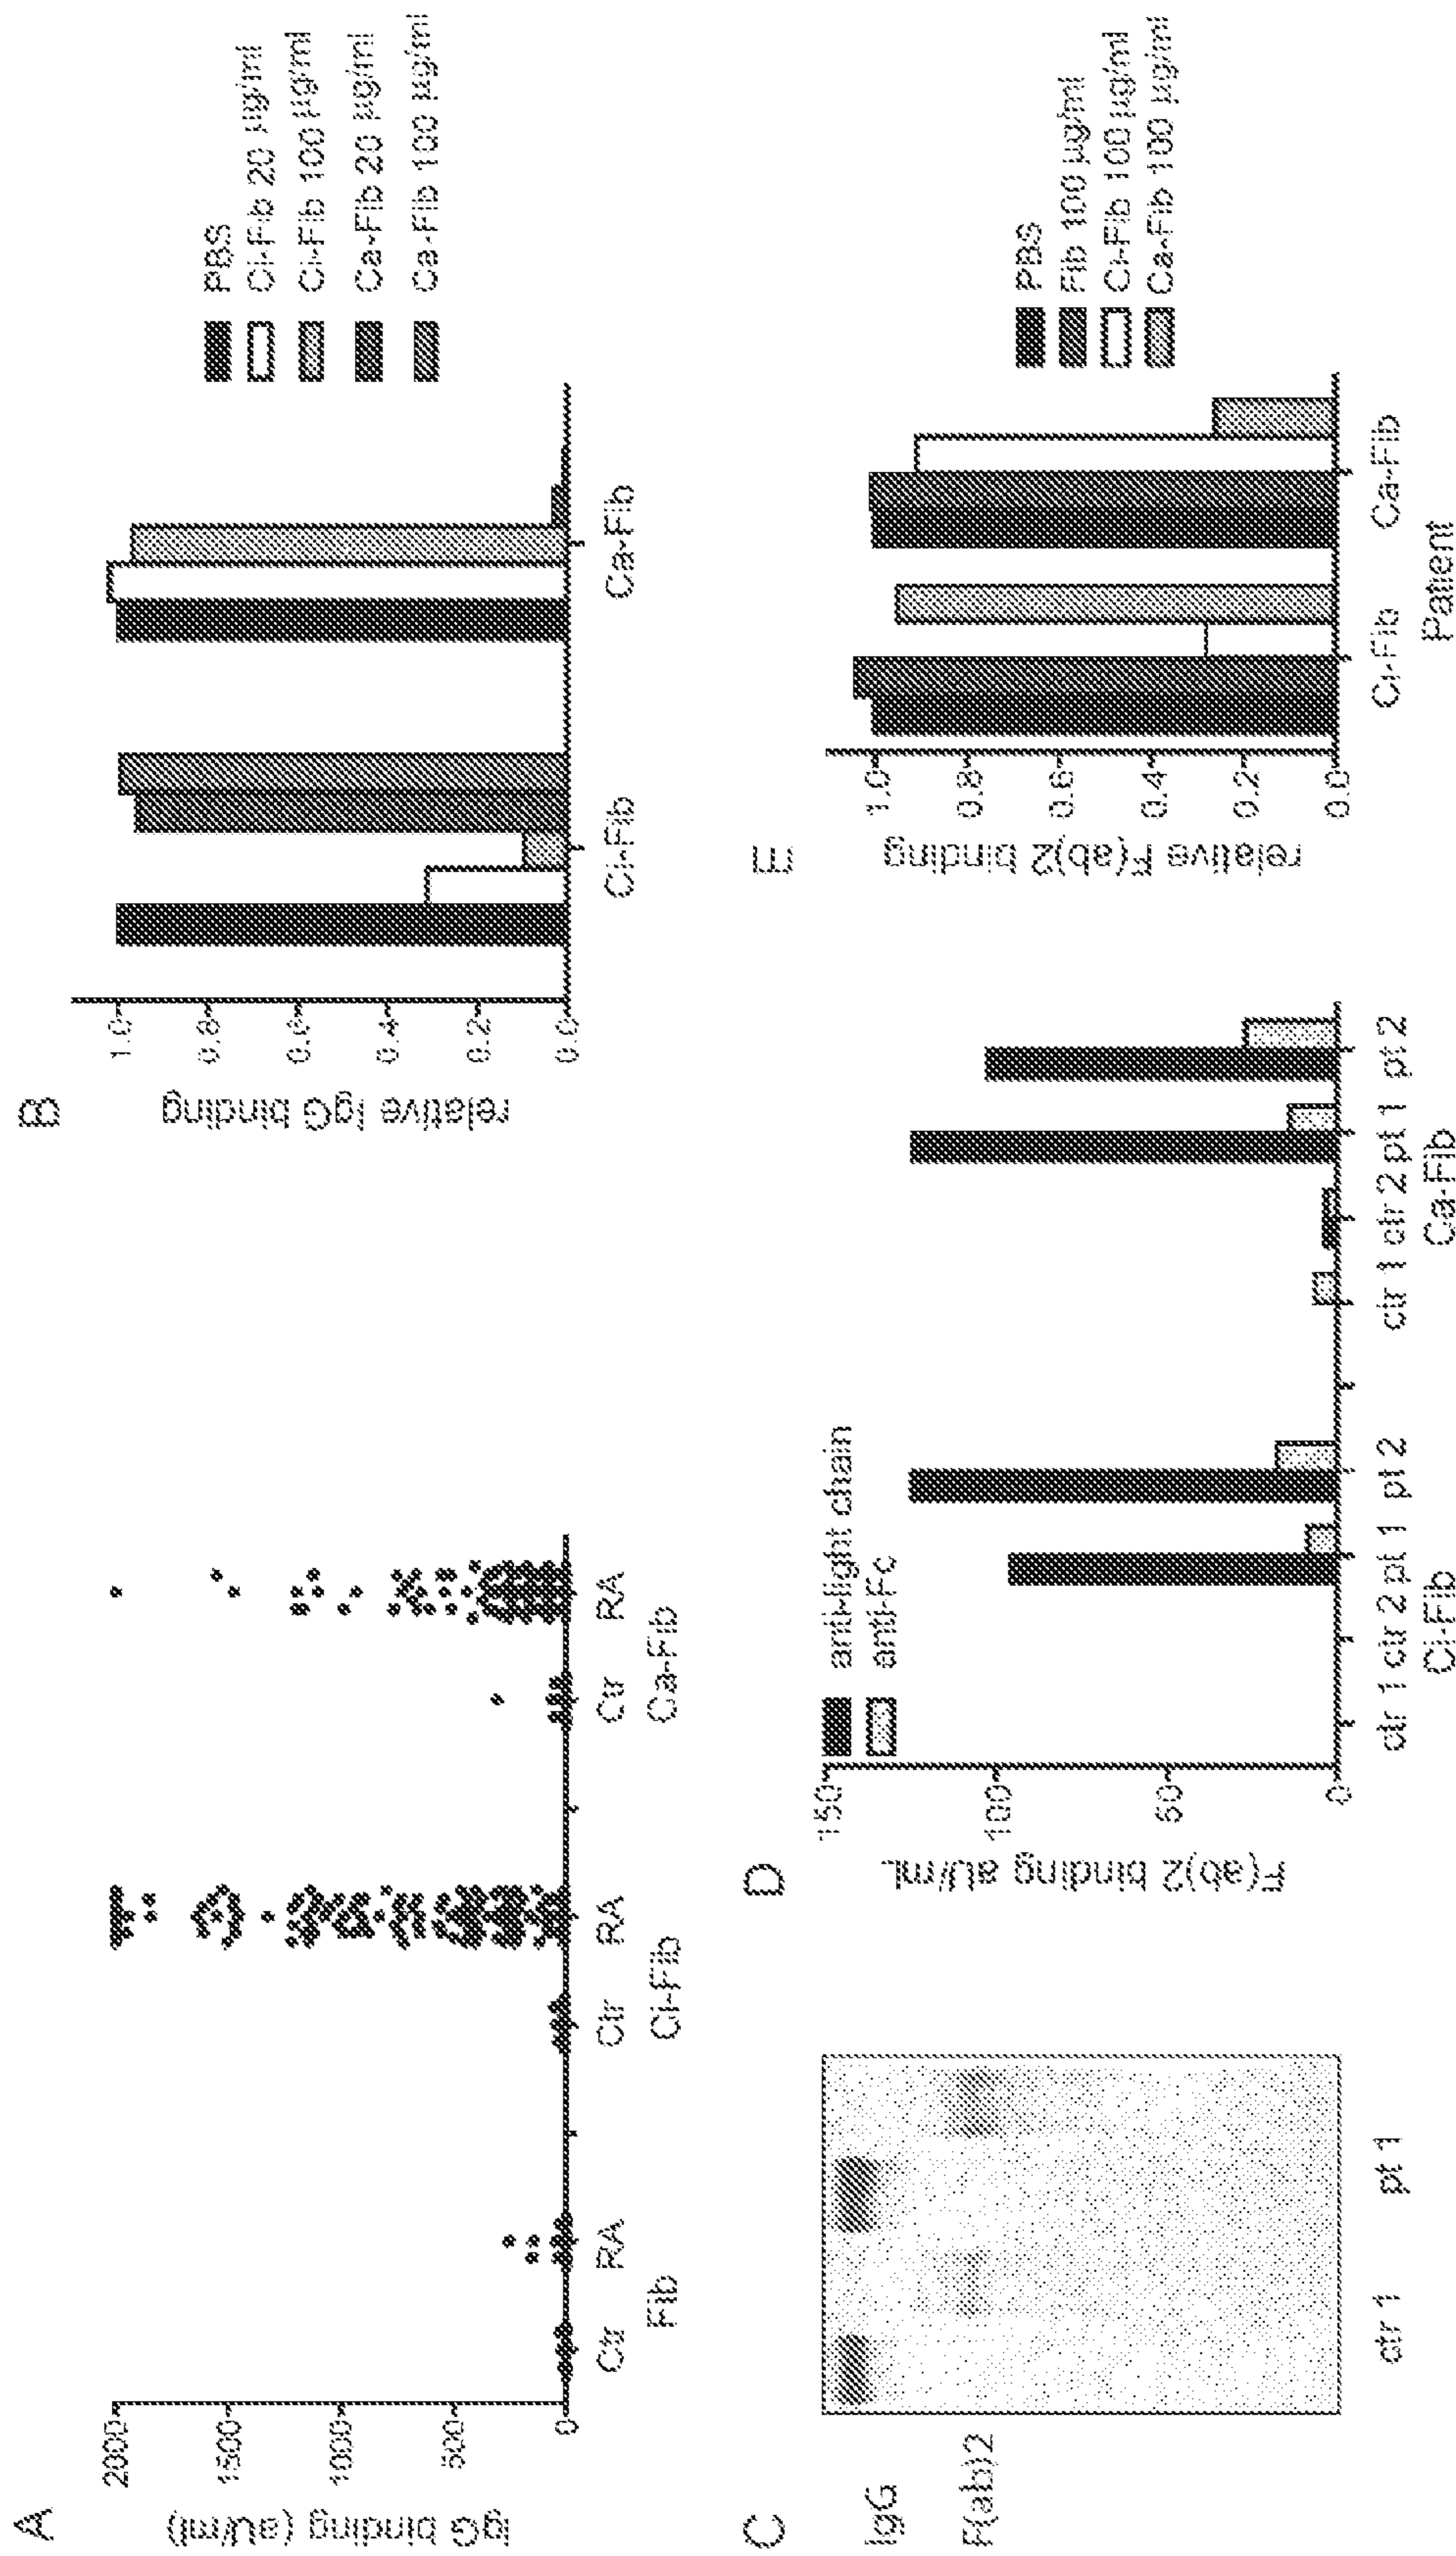 A
IgG binding (aU/ml)
2000
1500
1000
500
0
Ctr RA Ctr RA Ctr RA
Fib Ci-Fib Ca-Fib
B
relative IgG binding
1.0
0.8
0.6
0.4
0.2
0.0
Ci-Fib Ca-Fib
PBS
Ci-Fib 20 µg/ml
Ci-Fib 100 µg/ml
Ca-Fib 20 µg/ml
Ca-Fib 100 µg/ml
C
IgG
F(ab)2
ctr 1 pt 1
D
F(ab)2 binding aU/mL
150
100
50
0
anti-light chain
anti-Fc
ctr 1 ctr 2 pt 1 pt 2 ctr 1 ctr 2 pt 1 pt 2
Ci-Fib Ca-Fib
E
relative F(ab)2 binding
1.0
0.8
0.6
0.4
0.2
0.0
Ci-Fib Ca-Fib
Patient
PBS
Fib 100 µg/ml
Ci-Fib 100 µg/ml
Ca-Fib 100 µg/ml